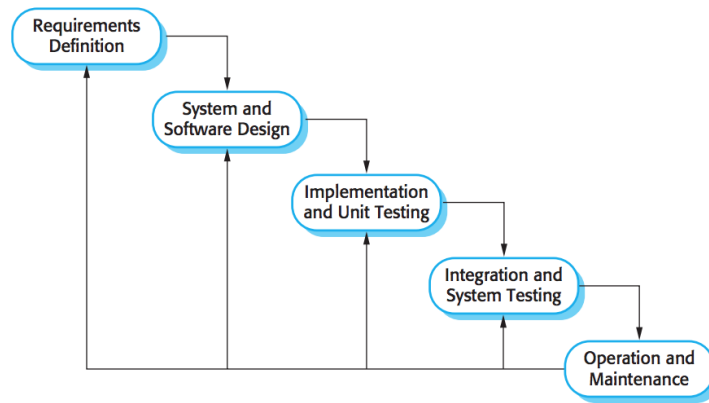 Requirements
Definition
System and
Software Design
Implementation
and Unit Testing
Integration and
System Testing
Operation and
Maintenance